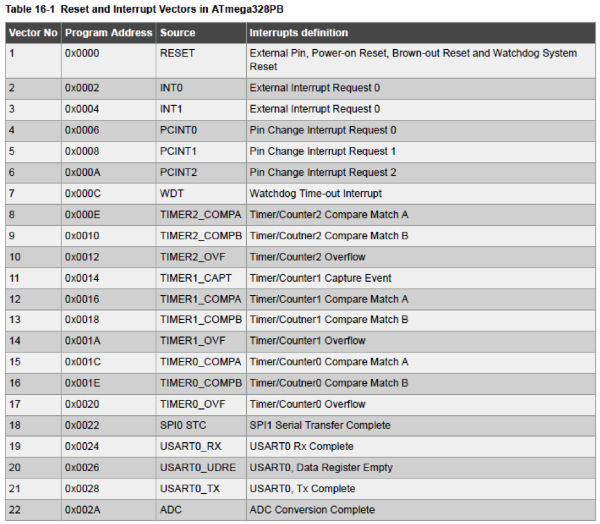 Table 16-1 Reset and Interrupt Vectors in ATmega328PB
Vector No Program Address Source Interrupts definition
1 0x0000 RESET External Pin, Power-on Reset, Brown-out Reset and Watchdog System
Reset
2 0x0002 INT0 External Interrupt Request 0
3 0x0004 INT1 External Interrupt Request 0
4 0x0006 PCINT0 Pin Change Interrupt Request 0
5 0x0008 PCINT1 Pin Change Interrupt Request 1
6 0x000A PCINT2 Pin Change Interrupt Request 2
7 0x000C WDT Watchdog Time-out Interrupt
8 0x000E TIMER2_COMPA Timer/Counter2 Compare Match A
9 0x0010 TIMER2_COMPB Timer/Coutner2 Compare Match B
10 0x0012 TIMER2_OVF Timer/Counter2 Overflow
11 0x0014 TIMER1_CAPT Timer/Counter1 Capture Event
12 0x0016 TIMER1_COMPA Timer/Counter1 Compare Match A
13 0x0018 TIMER1_COMPB Timer/Coutner1 Compare Match B
14 0x001A TIMER1_OVF Timer/Counter1 Overflow
15 0x001C TIMER0_COMPA Timer/Counter0 Compare Match A
16 0x001E TIMER0_COMPB Timer/Coutner0 Compare Match B
17 0x0020 TIMER0_OVF Timer/Counter0 Overflow
18 0x0022 SPI0 STC SPI1 Serial Transfer Complete
19 0x0024 USART0_RX USART0 Rx Complete
20 0x0026 USART0_UDRE USART0, Data Register Empty
21 0x0028 USART0_TX USART0, Tx Complete
22 0x002A ADC ADC Conversion Complete